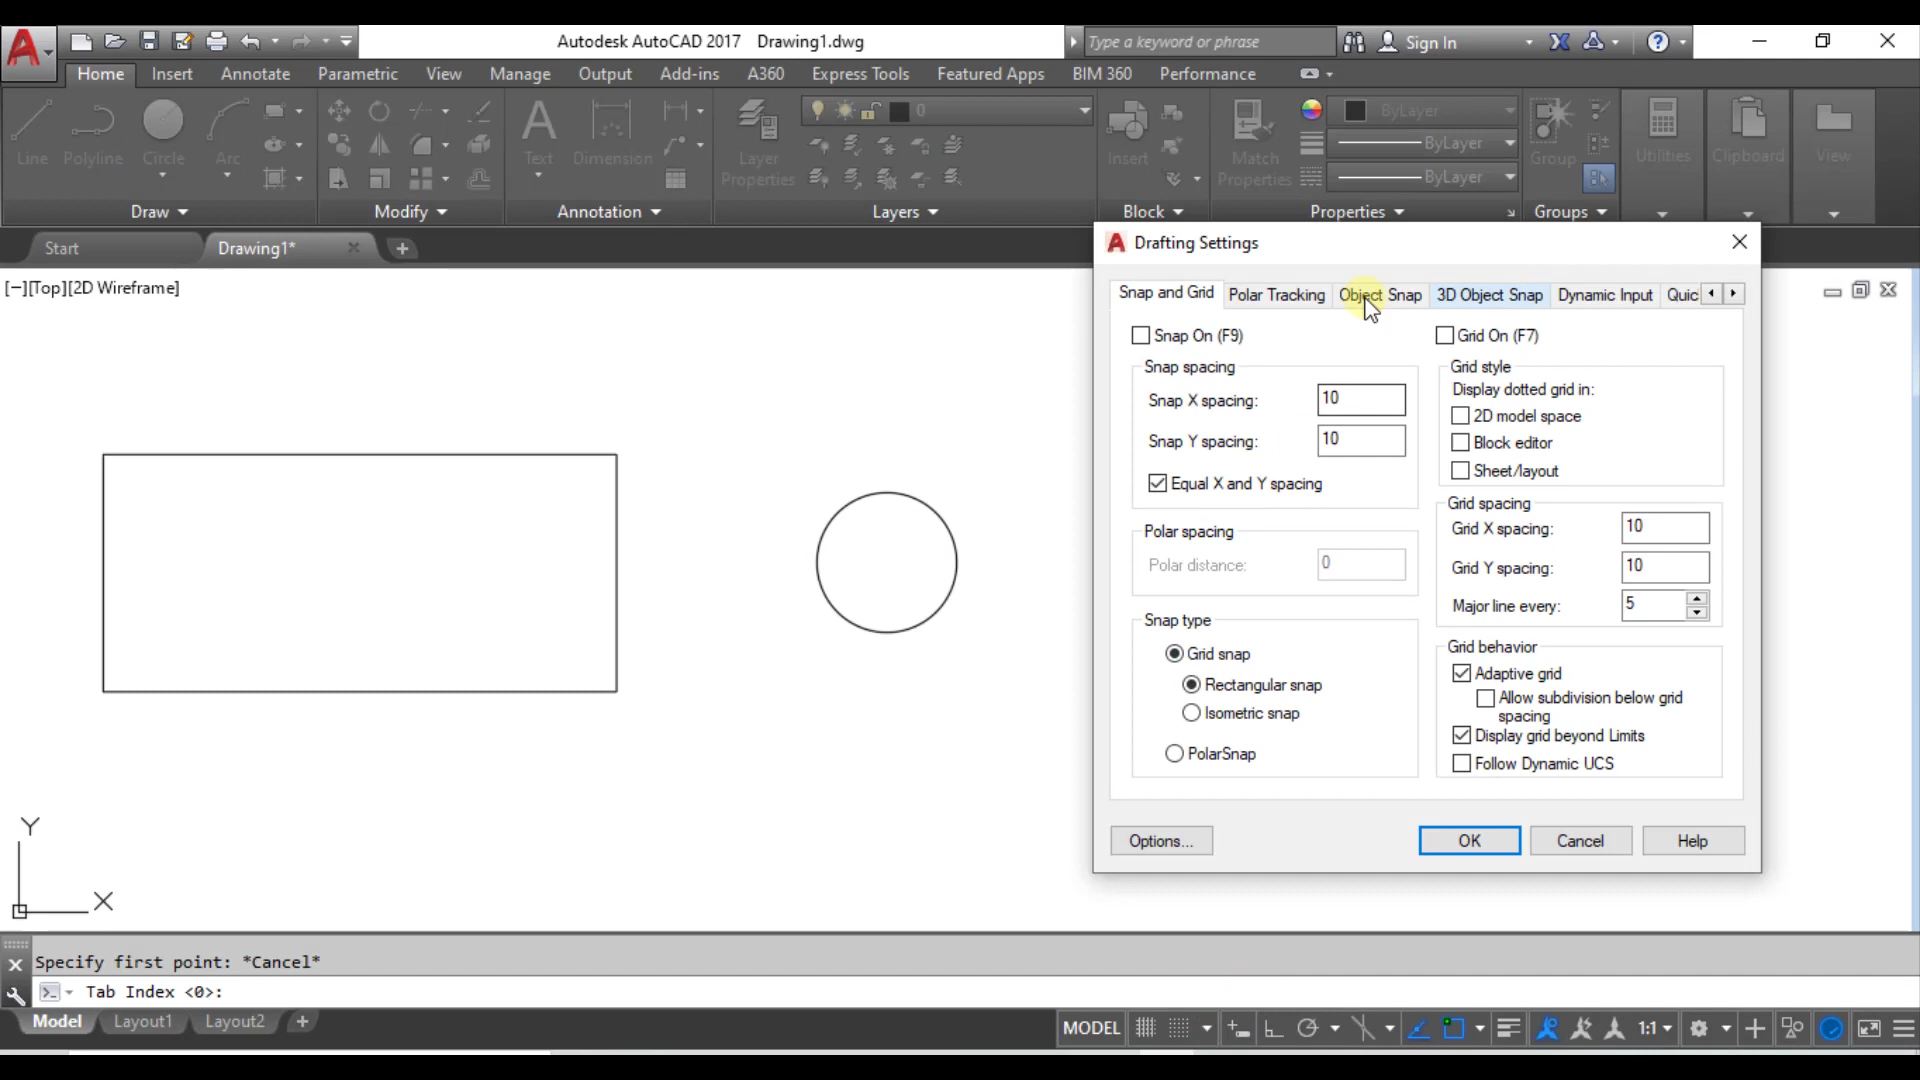 Autodesk AutoCAD 2017 Drawing1.dwg
Type a keyword or phrase
Sign In
Home Insert Annotate Parametric View Manage Output Add-ins A360 Express Tools Featured Apps BIM 360 Performance
0
ByLayer
ByLayer
ByLayer
Line Polyline Circle Arc Text Dimension Layer Properties Insert Match Properties Group Utilities Clipboard View
Draw Modify Annotation Layers Block Properties Groups
Start Drawing1*
[−][Top][2D Wireframe]
Drafting Settings
Snap and Grid Polar Tracking Object Snap 3D Object Snap Dynamic Input Quic
Snap On (F9)
Snap spacing
Snap X spacing: 10
Snap Y spacing: 10
Equal X and Y spacing
Polar spacing
Polar distance: 0
Snap type
Grid snap
Rectangular snap
Isometric snap
PolarSnap
Grid On (F7)
Grid style
Display dotted grid in:
2D model space
Block editor
Sheet/layout
Grid spacing
Grid X spacing: 10
Grid Y spacing: 10
Major line every: 5
Grid behavior
Adaptive grid
Allow subdivision below grid
spacing
Display grid beyond Limits
Follow Dynamic UCS
Options... OK Cancel Help
Y
X
Specify first point: *Cancel*
Tab Index <0>:
Model Layout1 Layout2
MODEL 1:1